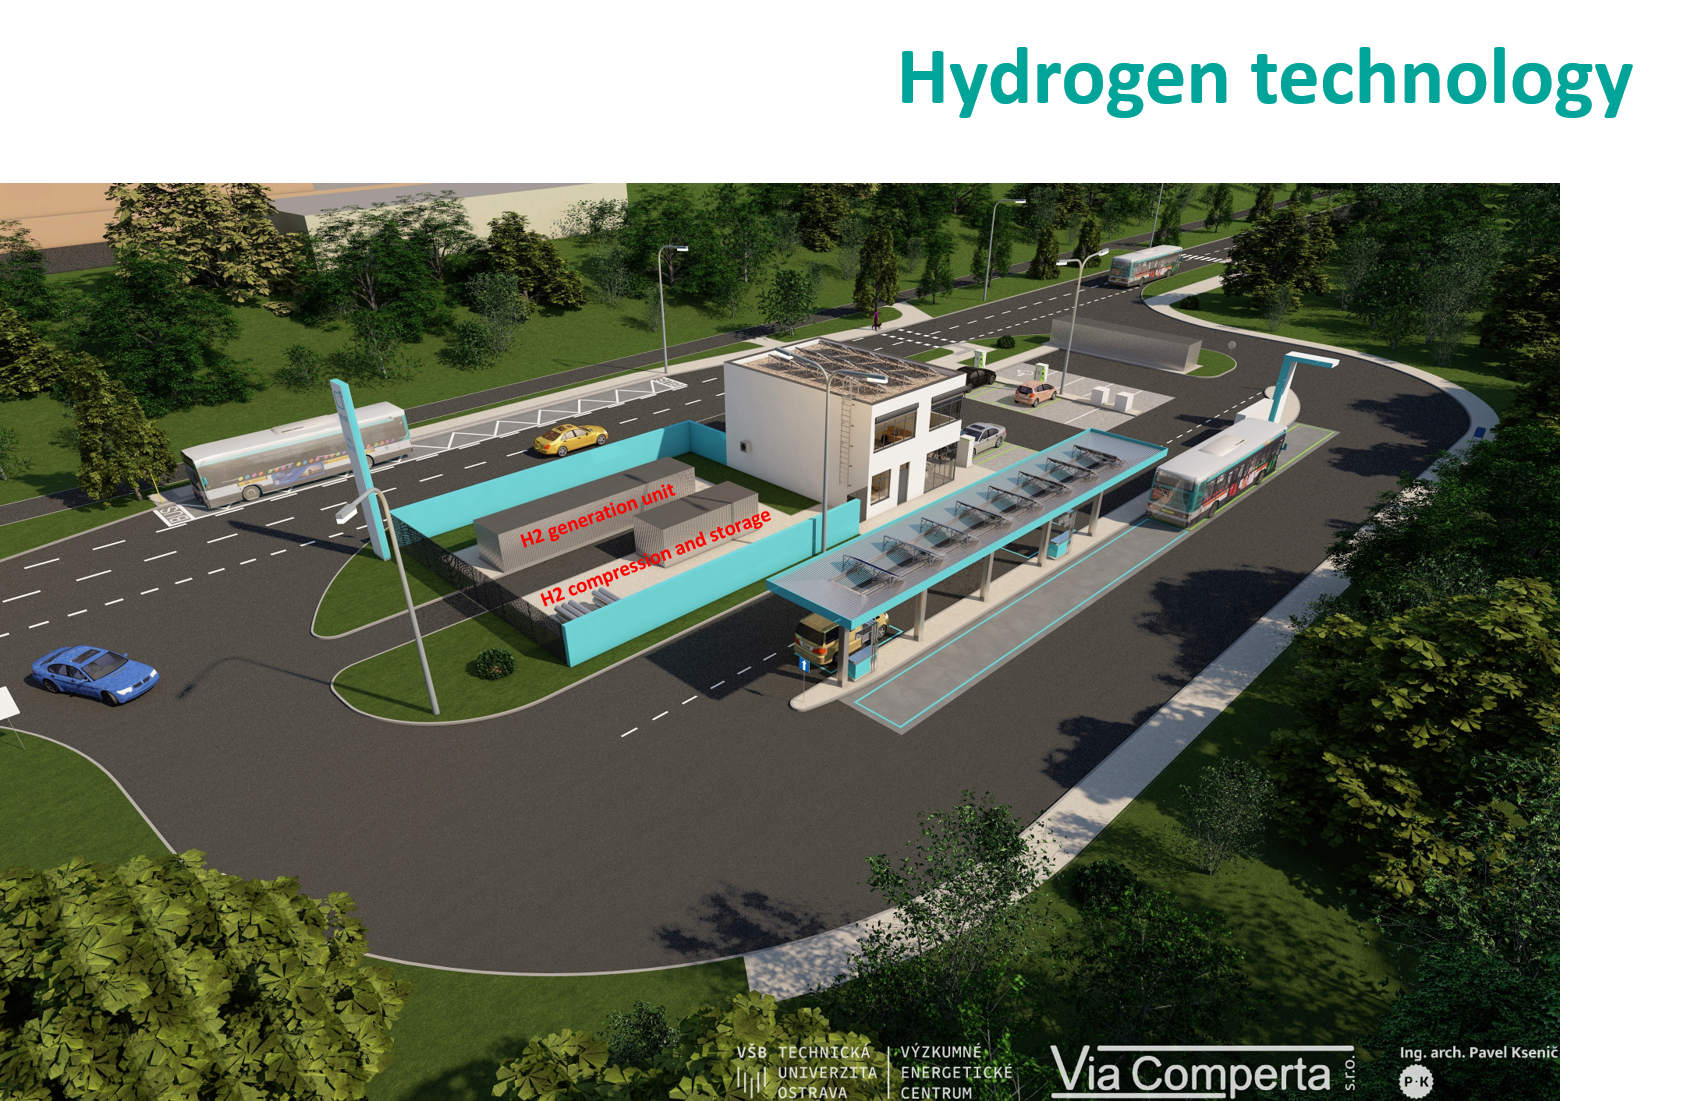 Hydrogen technology
H2 generation unit
H2 compression and storage
BUS
VŠB TECHNICKÁ
UNIVERZITA
OSTRAVA
VÝZKUMNÉ
ENERGETICKÉ
CENTRUM
Via Comperta s.r.o.
Ing. arch. Pavel Ksenič
P·K